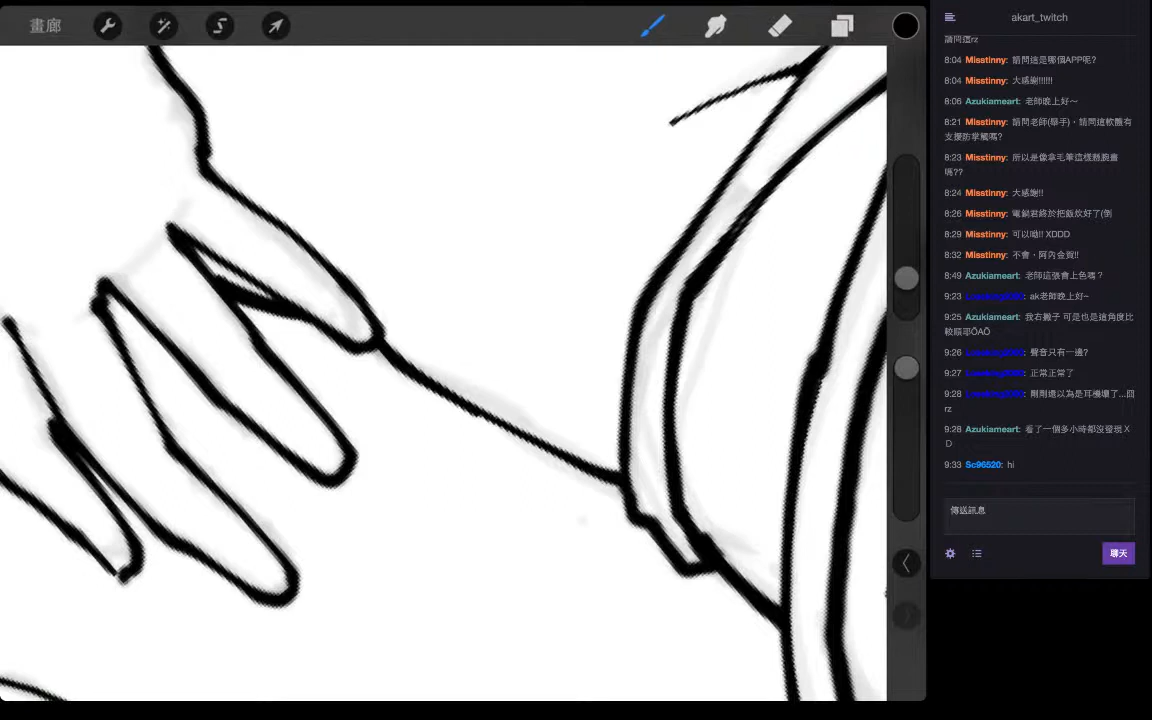 畫廊
akart_twitch
請問這rz
8:04 Misstinny: 請問這是哪個APP呢?
8:04 Misstinny: 大感謝!!!!!!
8:06 Azukiameart: 老師晚上好～
8:21 Misstinny: 請問老師(舉手)，請問這軟體有
支援防掌觸嗎?
8:23 Misstinny: 所以是像拿毛筆這樣懸腕畫
嗎??
8:24 Misstinny: 大感謝!!
8:26 Misstinny: 電鍋君終於把飯炊好了(倒
8:29 Misstinny: 可以呦!! XDDD
8:32 Misstinny: 不會，阿內金賀!!
8:49 Azukiameart: 老師這張會上色嗎？
9:23 ak老師晚上好~
9:25 Azukiameart: 我右撇子 可是也是這角度比
較順耶ÕAÕ
9:26 聲音只有一邊?
9:27 正常正常了
9:28 剛剛還以為是耳機壞了...囧
rz
9:28 Azukiameart: 看了一個多小時都沒發現 X
D
9:33 Sc96520: hi
傳送訊息
聊天